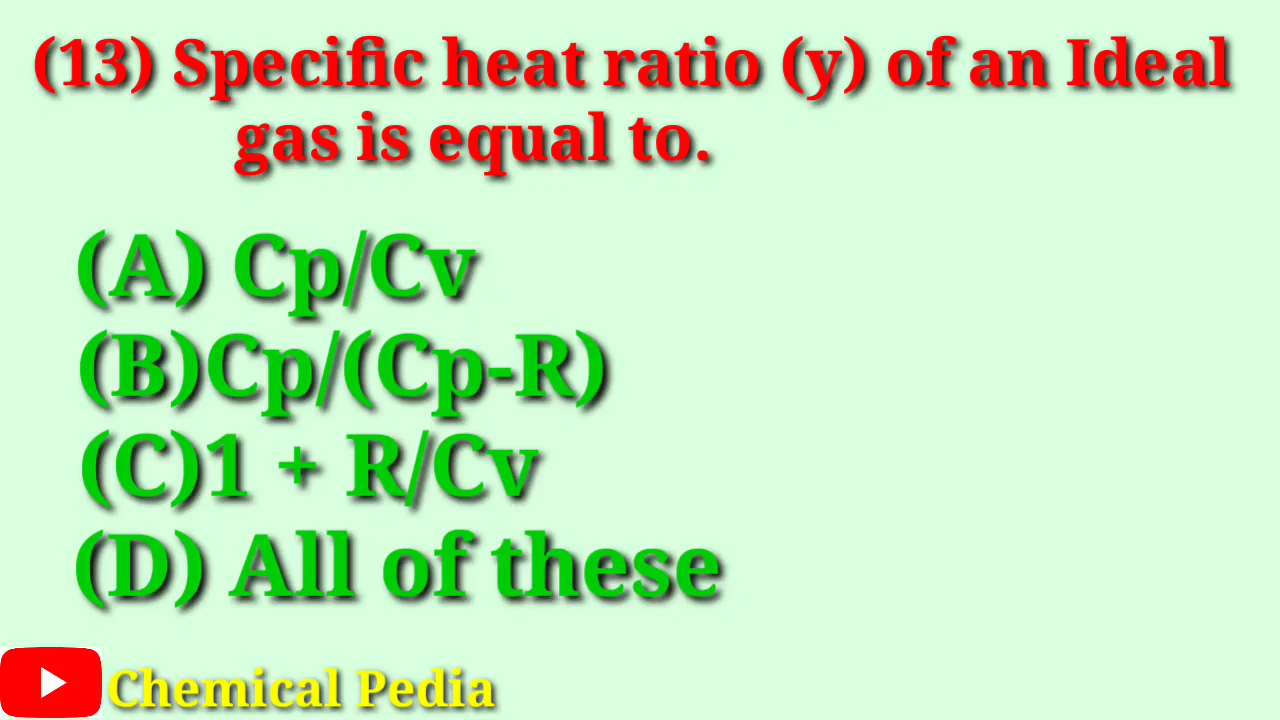 (13) Specific heat ratio (y) of an Ideal
gas is equal to.
(A) Cp/Cv
(B)Cp/(Cp-R)
(C)1 + R/Cv
(D) All of these
Chemical Pedia